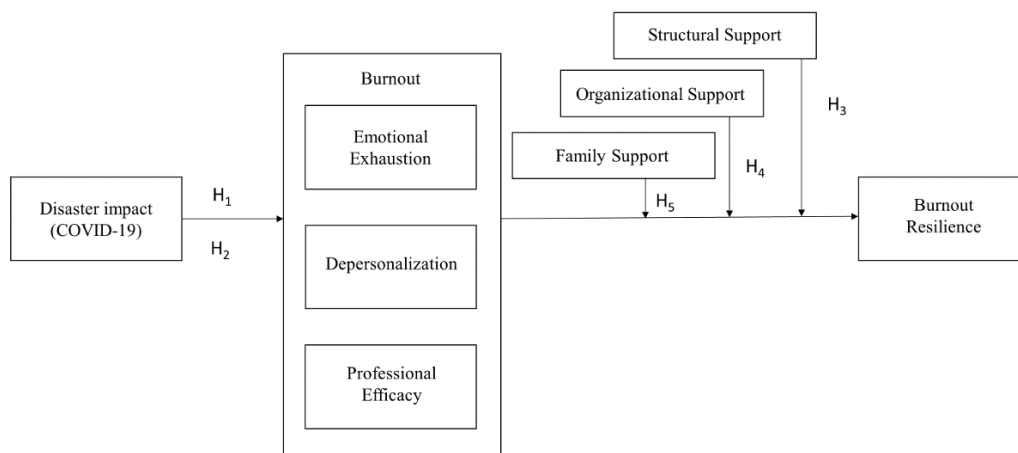 Structural Support
Burnout
Organizational Support
H₃
Emotional
Exhaustion
Family Support
H₄
H₁
H₅
Disaster impact
(COVID-19)
Burnout
Resilience
H₂
Depersonalization
Professional
Efficacy